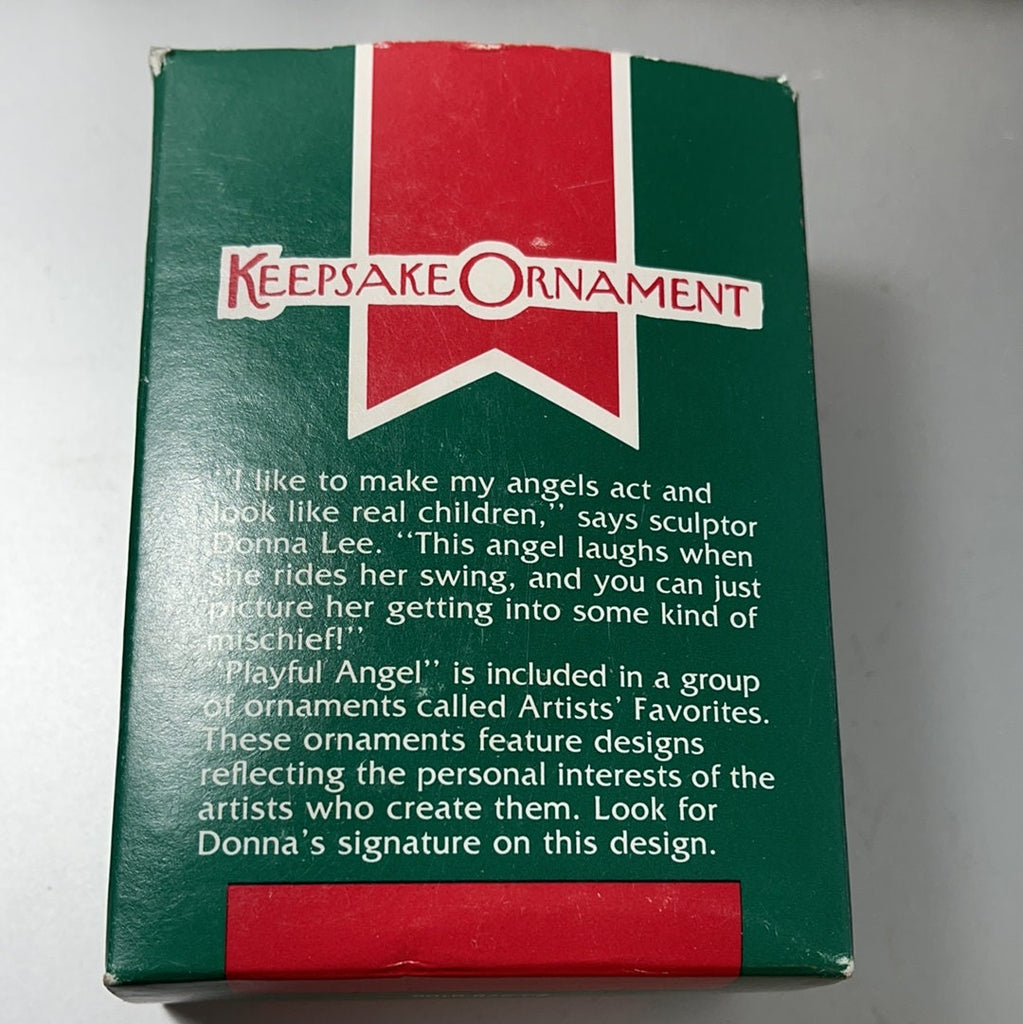 KEEPSAKE ORNAMENT
“I like to make my angels act and
look like real children,” says sculptor
Donna Lee. “This angel laughs when
she rides her swing, and you can just
picture her getting into some kind of
mischief!”
“Playful Angel” is included in a group
of ornaments called Artists’ Favorites.
These ornaments feature designs
reflecting the personal interests of the
artists who create them. Look for
Donna’s signature on this design.